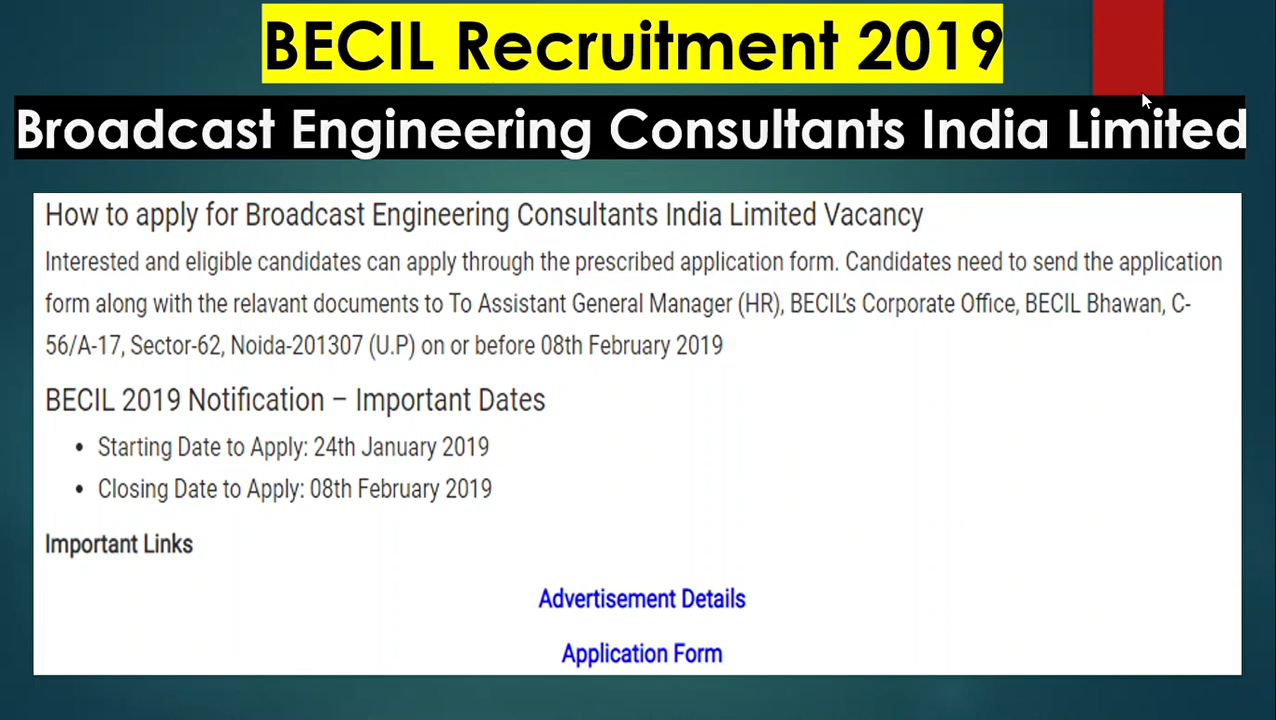 BECIL Recruitment 2019
Broadcast Engineering Consultants India Limited
How to apply for Broadcast Engineering Consultants India Limited Vacancy
Interested and eligible candidates can apply through the prescribed application form. Candidates need to send the application
form along with the relavant documents to To Assistant General Manager (HR), BECIL's Corporate Office, BECIL Bhawan, C-
56/A-17, Sector-62, Noida-201307 (U.P) on or before 08th February 2019
BECIL 2019 Notification – Important Dates
• Starting Date to Apply: 24th January 2019
• Closing Date to Apply: 08th February 2019
Important Links
Advertisement Details
Application Form